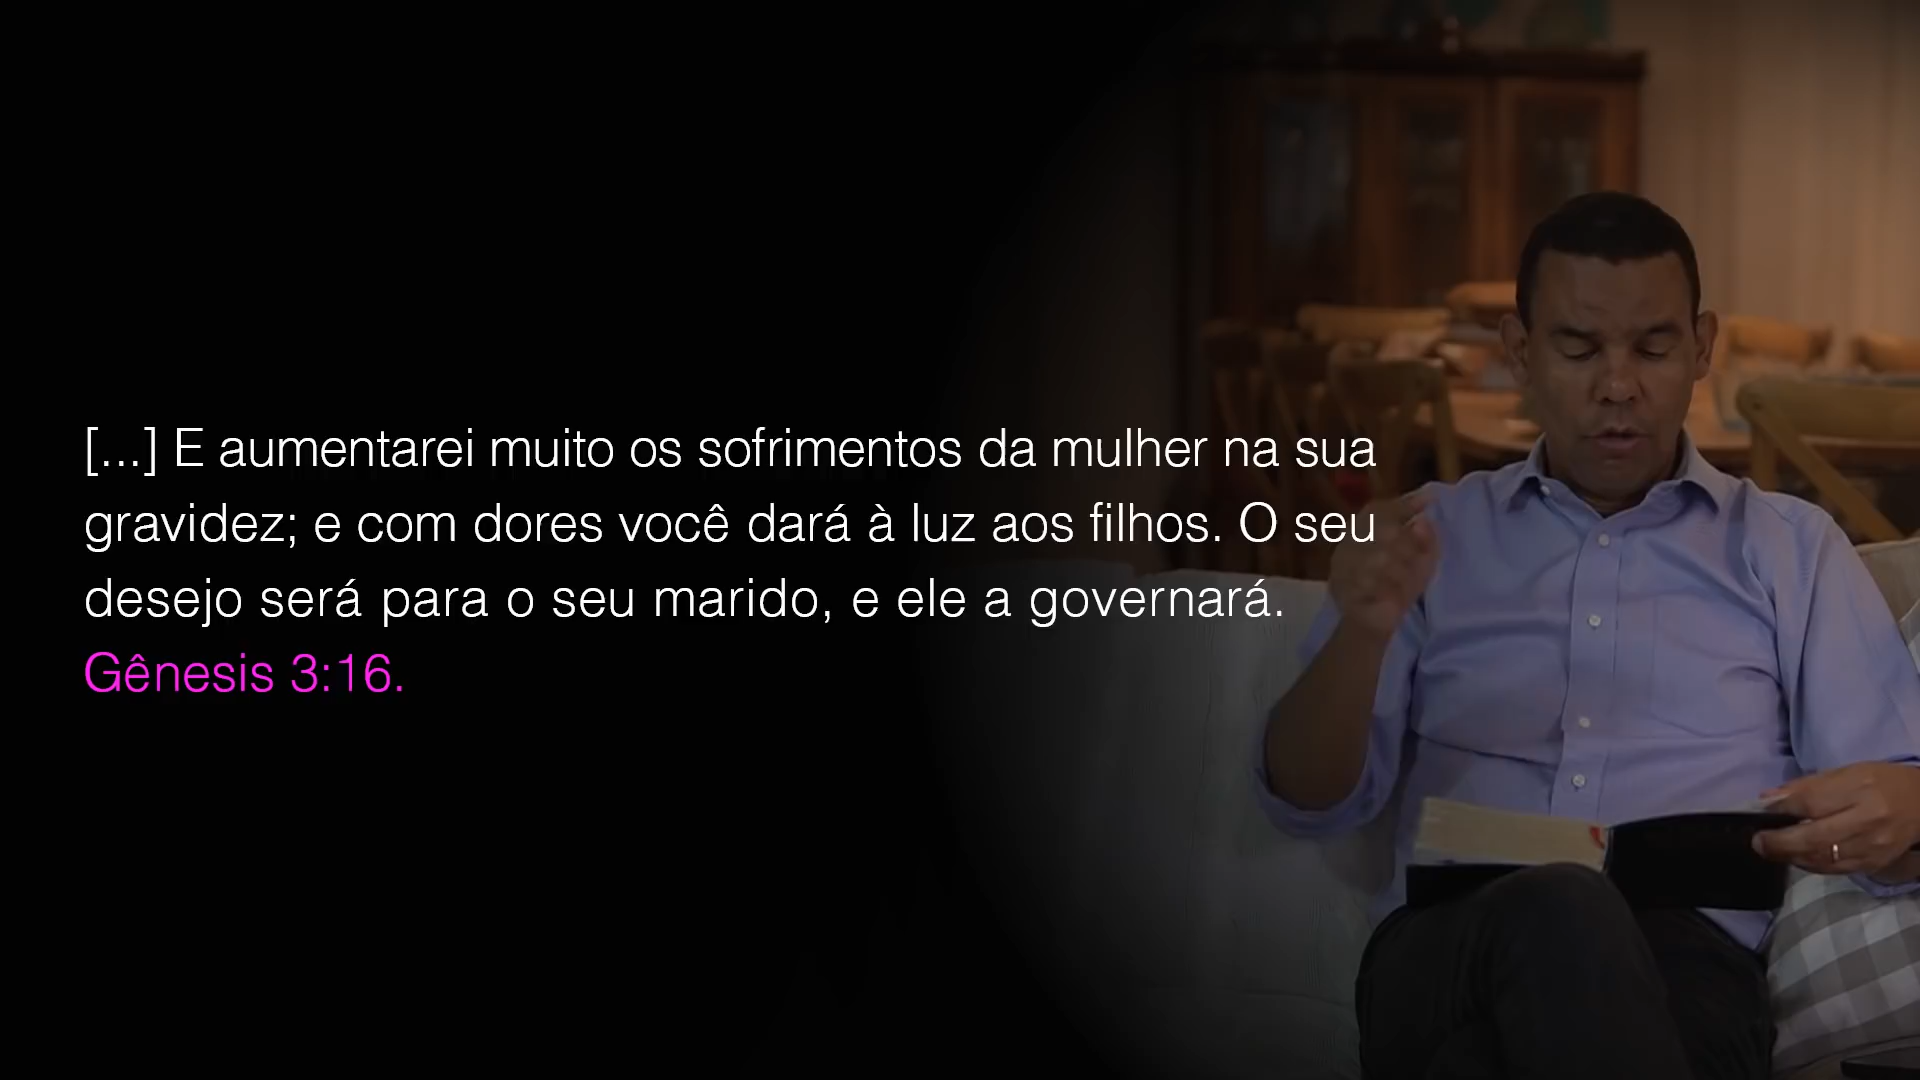 [...] E aumentarei muito os sofrimentos da mulher na sua
gravidez; e com dores você dará à luz aos filhos. O seu
desejo será para o seu marido, e ele a governará.
Gênesis 3:16.